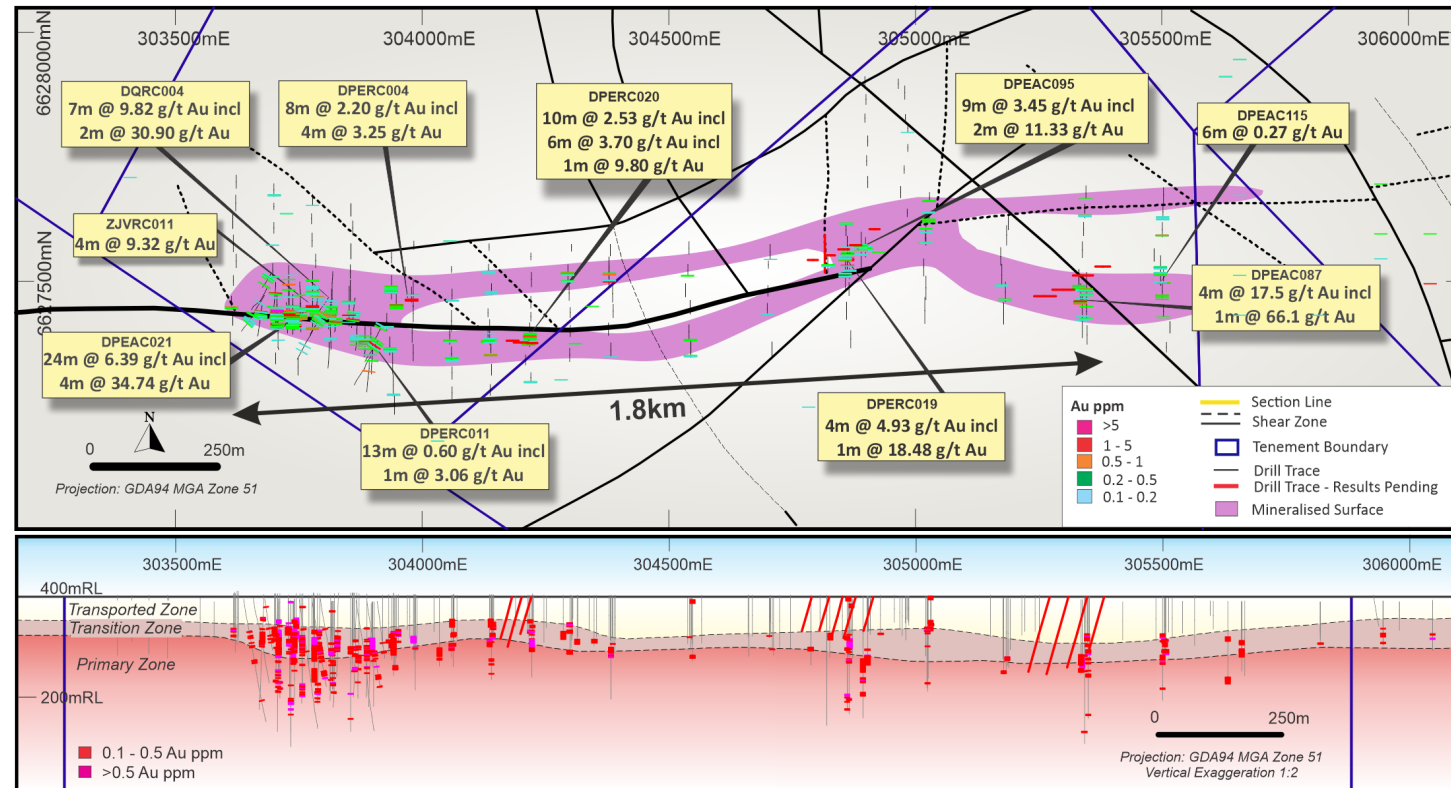 303500mE
304000mE
304500mE
305000mE
305500mE
306000mE
6628000mN
6627500mN
DQRC004
7m @ 9.82 g/t Au incl
2m @ 30.90 g/t Au
DPERC004
8m @ 2.20 g/t Au incl
4m @ 3.25 g/t Au
DPERC020
10m @ 2.53 g/t Au incl
6m @ 3.70 g/t Au incl
1m @ 9.80 g/t Au
DPEAC095
9m @ 3.45 g/t Au incl
2m @ 11.33 g/t Au
DPEAC115
6m @ 0.27 g/t Au
ZJVRC011
4m @ 9.32 g/t Au
DPEAC087
4m @ 17.5 g/t Au incl
1m @ 66.1 g/t Au
DPEAC021
24m @ 6.39 g/t Au incl
4m @ 34.74 g/t Au
1.8km
DPERC011
13m @ 0.60 g/t Au incl
1m @ 3.06 g/t Au
DPERC019
4m @ 4.93 g/t Au incl
1m @ 18.48 g/t Au
N
0
250m
Projection: GDA94 MGA Zone 51
Au ppm
>5
1 - 5
0.5 - 1
0.2 - 0.5
0.1 - 0.2
Section Line
Shear Zone
Tenement Boundary
Drill Trace
Drill Trace - Results Pending
Mineralised Surface
303500mE
304000mE
304500mE
305000mE
305500mE
306000mE
400mRL
Transported Zone
Transition Zone
Primary Zone
200mRL
0.1 - 0.5 Au ppm
>0.5 Au ppm
0
250m
Projection: GDA94 MGA Zone 51
Vertical Exaggeration 1:2